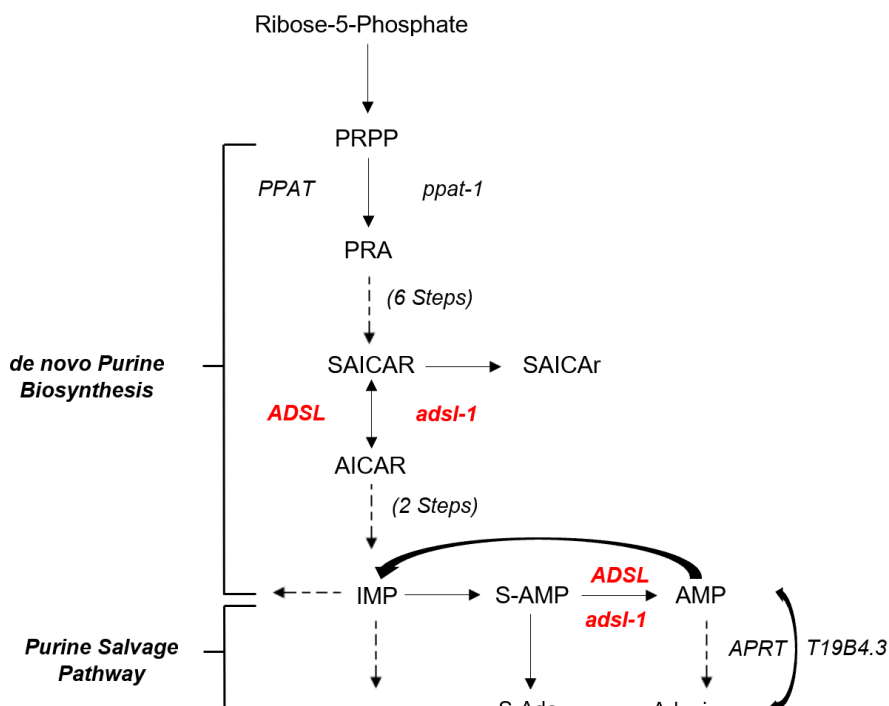 Ribose-5-Phosphate
PRPP
PPAT ppat-1
PRA
(6 Steps)
de novo Purine
Biosynthesis
SAICAR SAICAr
ADSL adsl-1
AICAR
(2 Steps)
ADSL
IMP S-AMP AMP
adsl-1
Purine Salvage
Pathway
APRT T19B4.3